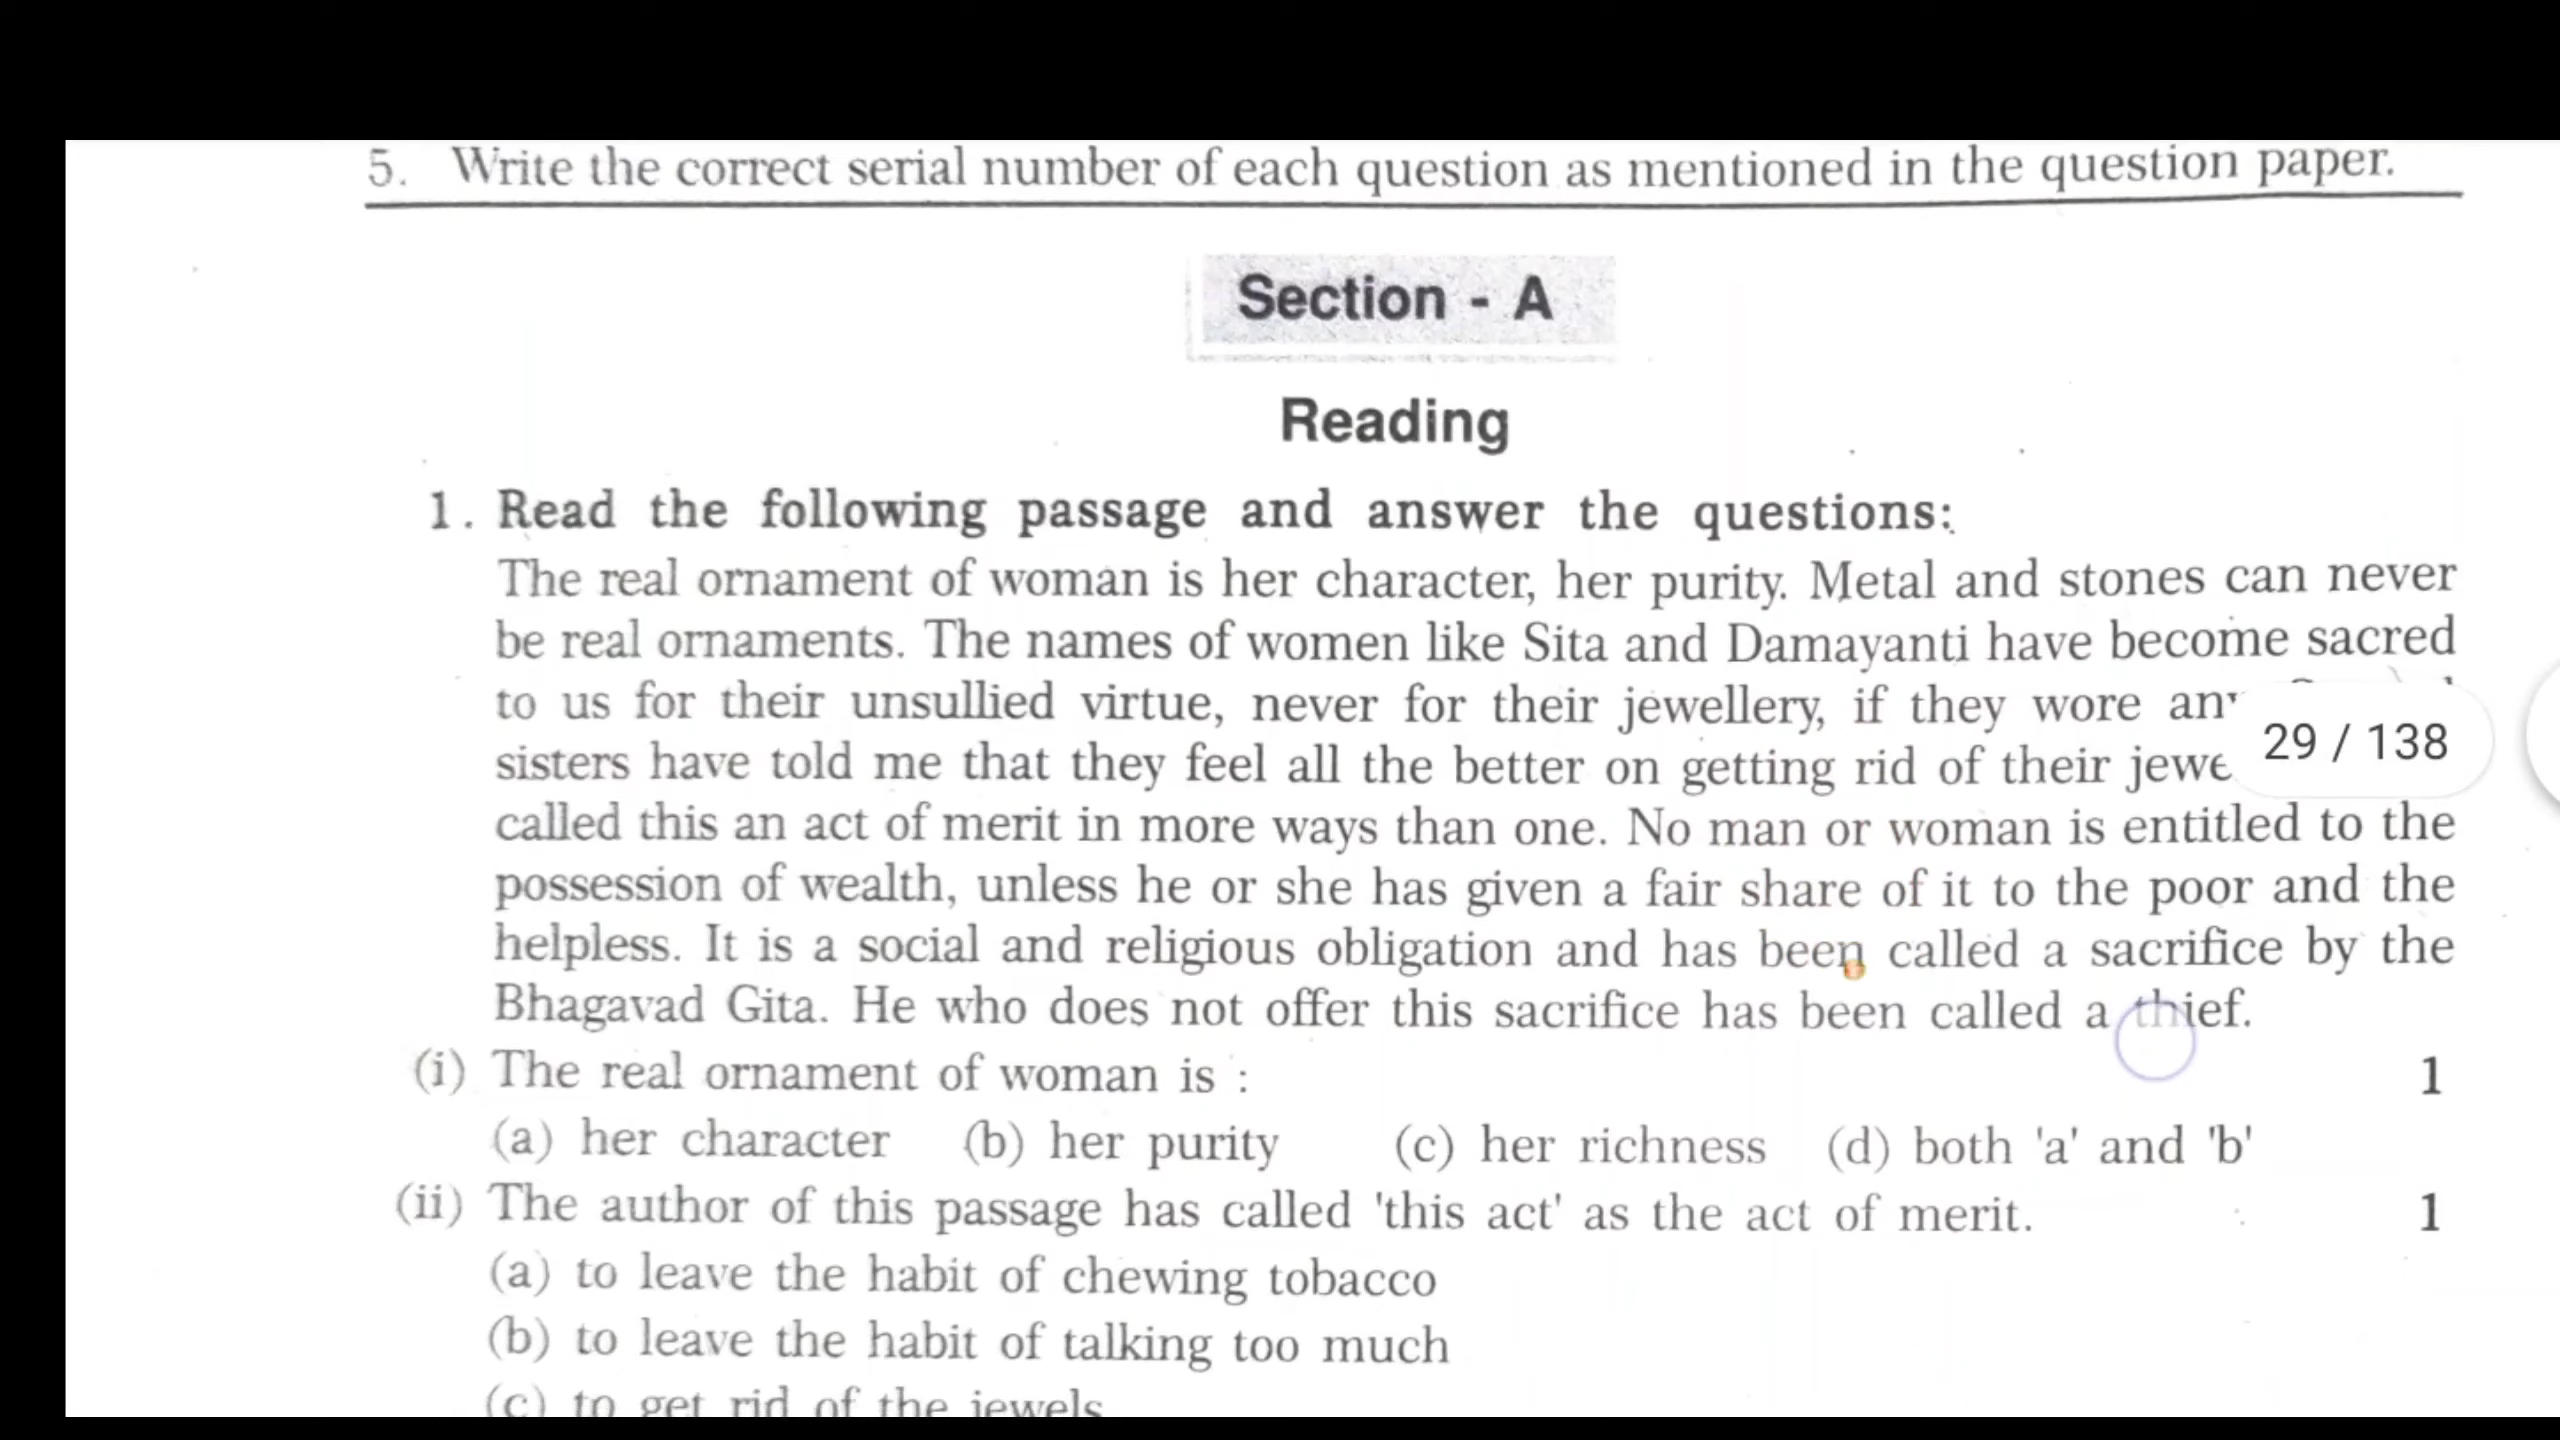 5. Write the correct serial number of each question as mentioned in the question paper.
Section - A
Reading
1. Read the following passage and answer the questions:
The real ornament of woman is her character, her purity. Metal and stones can never
be real ornaments. The names of women like Sita and Damayanti have become sacred
to us for their unsullied virtue, never for their jewellery, if they wore
29 / 138
sisters have told me that they feel all the better on getting rid of their
called this an act of merit in more ways than one. No man or woman is entitled to the
possession of wealth, unless he or she has given a fair share of it to the poor and the
helpless. It is a social and religious obligation and has been called a sacrifice by the
Bhagavad Gita. He who does not offer this sacrifice has been called a thief.
(i) The real ornament of woman is : 1
(a) her character (b) her purity (c) her richness (d) both 'a' and 'b'
(ii) The author of this passage has called 'this act' as the act of merit. 1
(a) to leave the habit of chewing tobacco
(b) to leave the habit of talking too much
(c) to get rid of the jewels